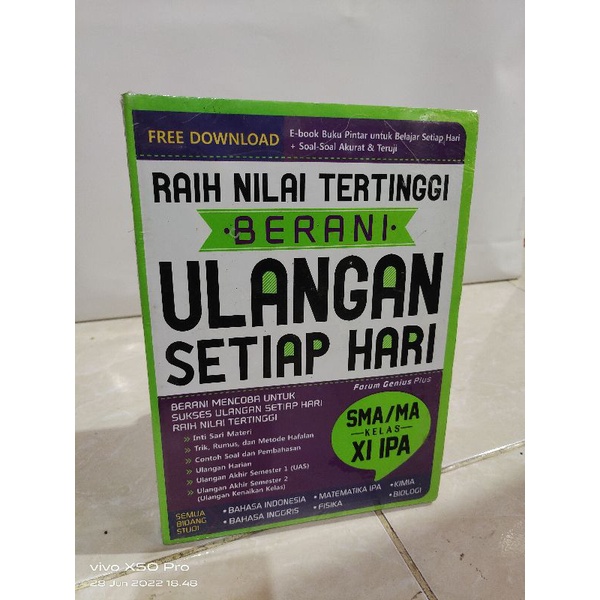 FREE DOWNLOAD
E-book Buku Pintar untuk Belajar Setiap Hari
+ Soal-Soal Akurat & Teruji
RAIH NILAI TERTINGGI
•BERANI•
ULANGAN
SETIAP HARI
Forum Genius Plus
BERANI MENCOBA UNTUK
SUKSES ULANGAN SETIAP HARI
RAIH NILAI TERTINGGI
» Inti Sari Materi
» Trik, Rumus, dan Metode Hafalan
» Contoh Soal dan Pembahasan
» Ulangan Harian
» Ulangan Akhir Semester 1 (UAS)
» Ulangan Akhir Semester 2
(Ulangan Kenaikan Kelas)
SMA/MA
KELAS
XI IPA
SEMUA
BIDANG
STUDI
• BAHASA INDONESIA
• BAHASA INGGRIS
• MATEMATIKA IPA
• FISIKA
• KIMIA
• BIOLOGI
vivo X50 Pro
28 Jun 2022 18.48